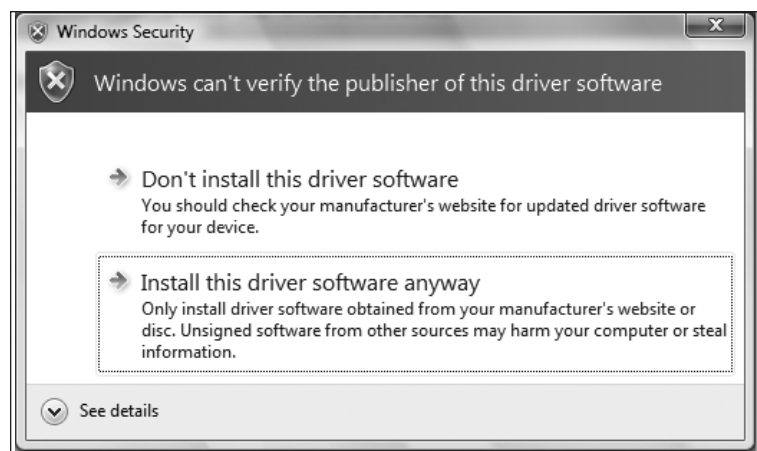 Windows Security
Windows can't verify the publisher of this driver software
Don't install this driver software
You should check your manufacturer's website for updated driver software
for your device.
Install this driver software anyway
Only install driver software obtained from your manufacturer's website or
disc. Unsigned software from other sources may harm your computer or steal
information.
See details